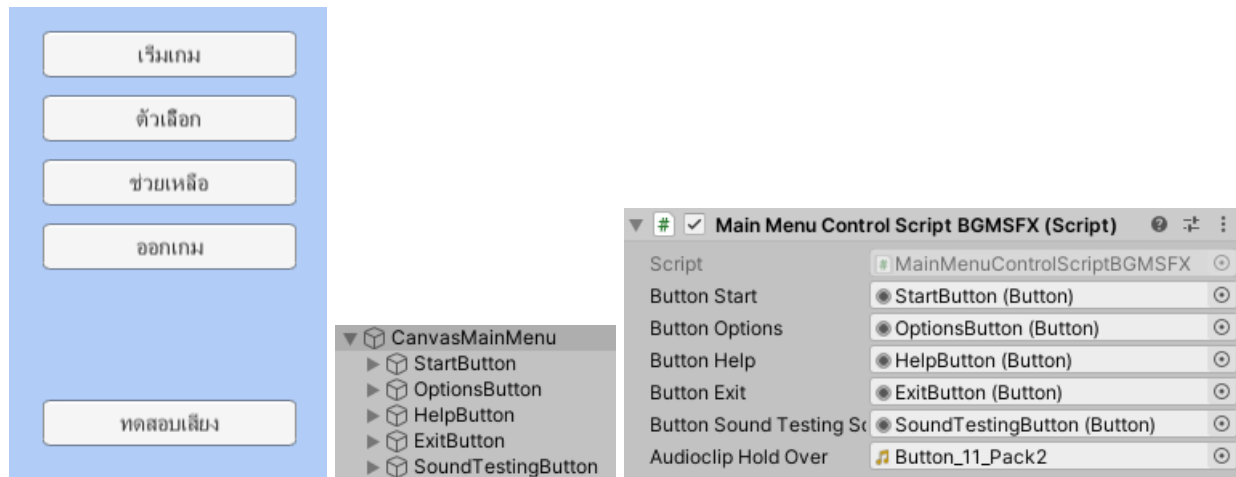 เริ่มเกม
ตัวเลือก
ช่วยเหลือ
ออกเกม
ทดสอบเสียง
CanvasMainMenu
StartButton
OptionsButton
HelpButton
ExitButton
SoundTestingButton
# Main Menu Control Script BGMSFX (Script)
Script # MainMenuControlScriptBGMSFX
Button Start StartButton (Button)
Button Options OptionsButton (Button)
Button Help HelpButton (Button)
Button Exit ExitButton (Button)
Button Sound Testing Sc SoundTestingButton (Button)
Audioclip Hold Over Button_11_Pack2